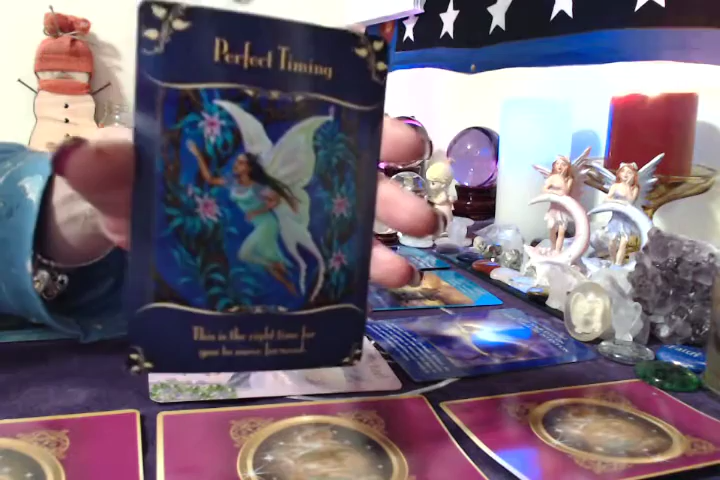 Perfect Timing
This is the right time for
you to move forward.